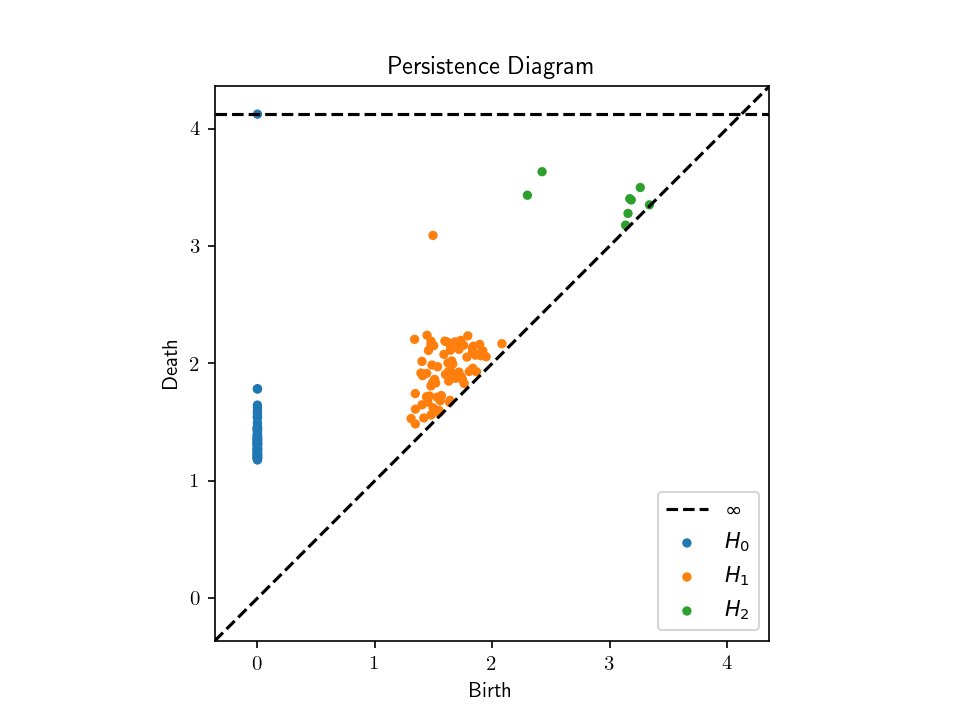 Persistence Diagram
Death
4
3
2
1
0
0 1 2 3 4
Birth
∞
H₀
H₁
H₂